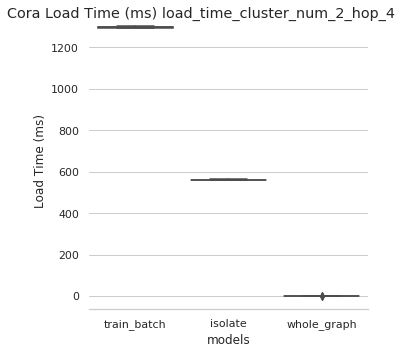 Cora Load Time (ms) load_time_cluster_num_2_hop_4
1200
1000
800
600
400
200
0
Load Time (ms)
train_batch isolate whole_graph
models